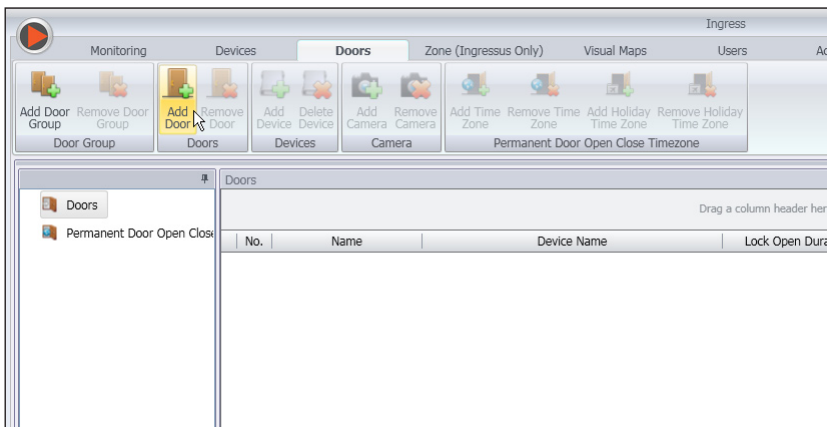 Ingress
Monitoring Devices Doors Zone (Ingressus Only) Visual Maps Users
Add Door Group
Remove Door Group
Add Door
Remove Door
Add Device
Delete Device
Add Camera
Remove Camera
Add Time Zone
Remove Time Zone
Add Holiday Time Zone
Remove Holiday Time Zone
Door Group Doors Devices Camera Permanent Door Open Close Timezone
Doors
Permanent Door Open Close
Doors
Drag a column header her
No. Name Device Name Lock Open Dura